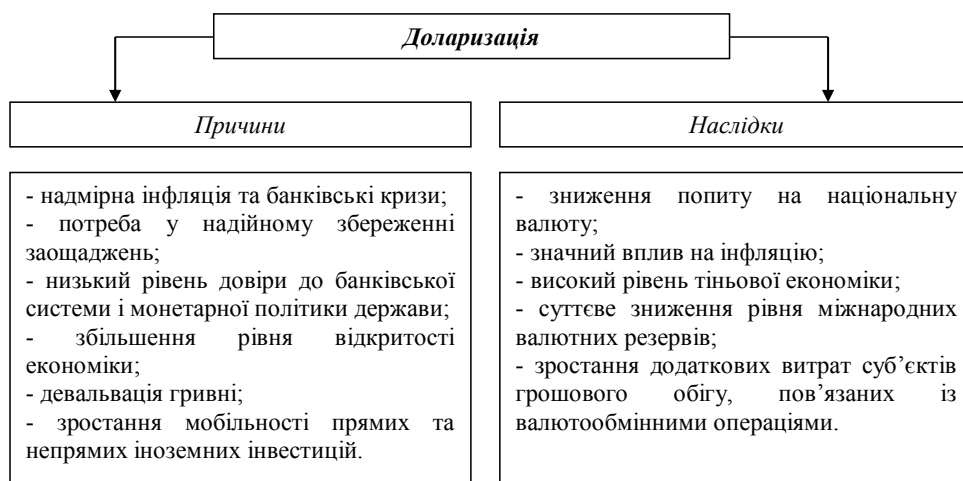 Доларизація
Причини
Наслідки
- надмірна інфляція та банківські кризи;
- потреба у надійному збереженні
заощаджень;
- низький рівень довіри до банківської
системи і монетарної політики держави;
- збільшення рівня відкритості
економіки;
- девальвація гривні;
- зростання мобільності прямих та
непрямих іноземних інвестицій.
- зниження попиту на національну
валюту;
- значний вплив на інфляцію;
- високий рівень тіньової економіки;
- суттєве зниження рівня міжнародних
валютних резервів;
- зростання додаткових витрат суб’єктів
грошового обігу, пов’язаних із
валютообмінними операціями.